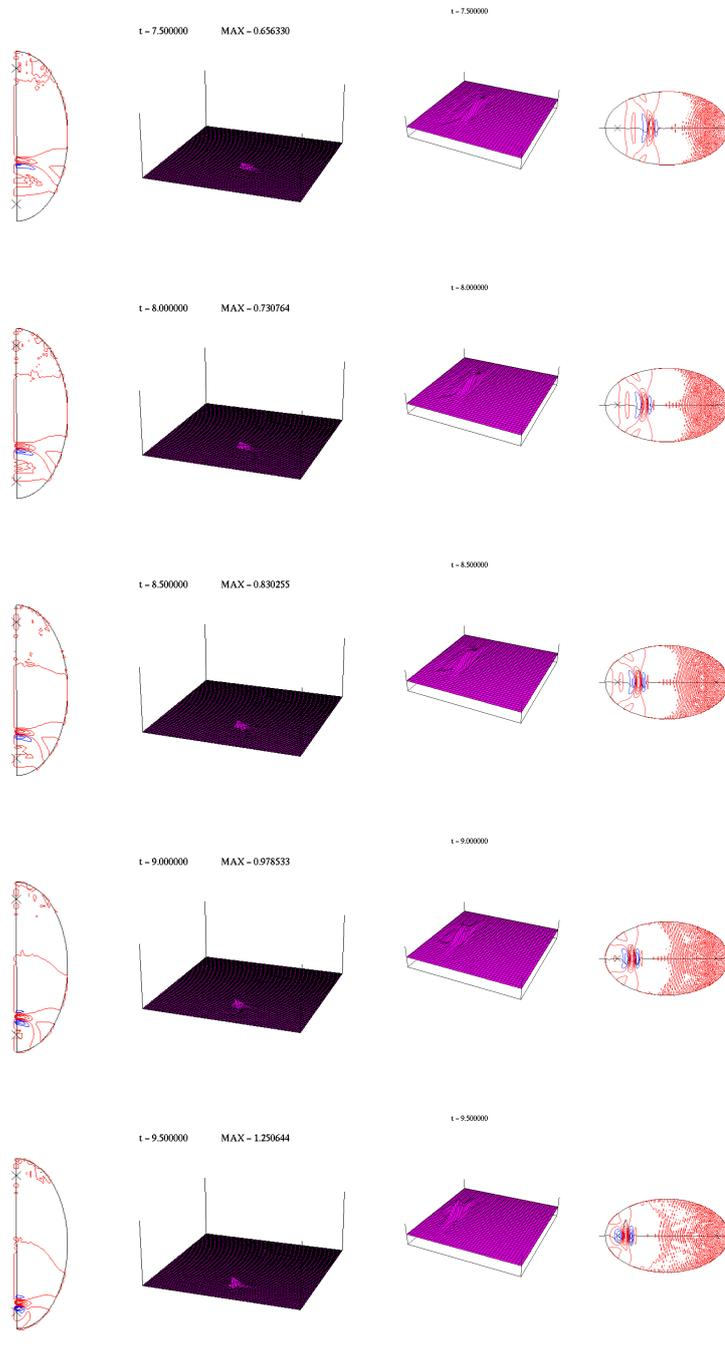 t – 7.500000
t – 7.500000 MAX – 0.656330
t – 8.000000
t – 8.000000 MAX – 0.730764
t – 8.500000
t – 8.500000 MAX – 0.830255
t – 9.000000
t – 9.000000 MAX – 0.978533
t – 9.500000
t – 9.500000 MAX – 1.250644